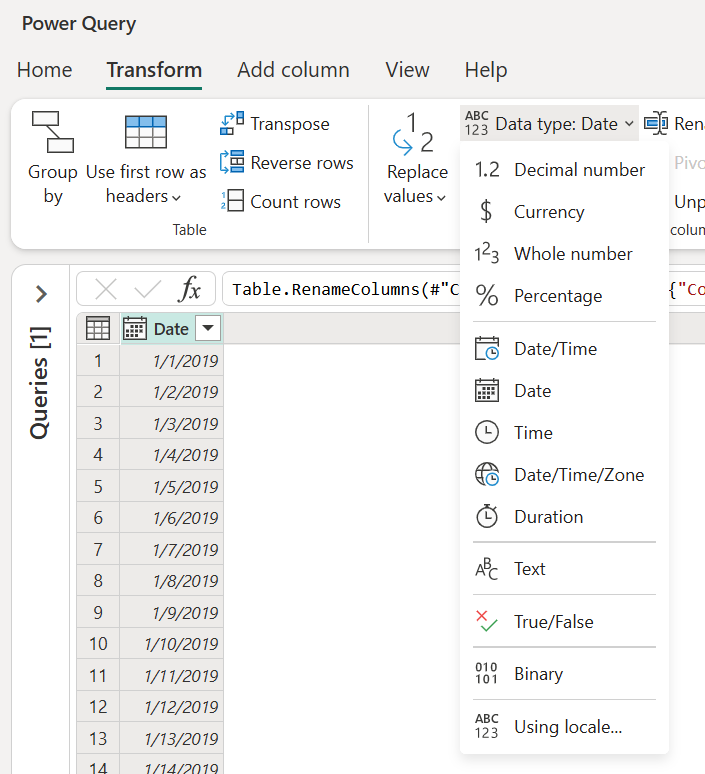 Power Query
Home Transform Add column View Help
Group by
Use first row as headers
Transpose
Reverse rows
Count rows
Table
1 2
Replace values
ABC 123 Data type: Date
Ren
Pivo
Unp
colum
1.2 Decimal number
$ Currency
123 Whole number
% Percentage
Date/Time
Date
Time
Date/Time/Zone
Duration
ABC Text
True/False
010 101 Binary
ABC 123 Using locale...
Queries [1]
fx Table.RenameColumns(#"C {"Co
Date
1 1/1/2019
2 1/2/2019
3 1/3/2019
4 1/4/2019
5 1/5/2019
6 1/6/2019
7 1/7/2019
8 1/8/2019
9 1/9/2019
10 1/10/2019
11 1/11/2019
12 1/12/2019
13 1/13/2019
14 1/14/2019